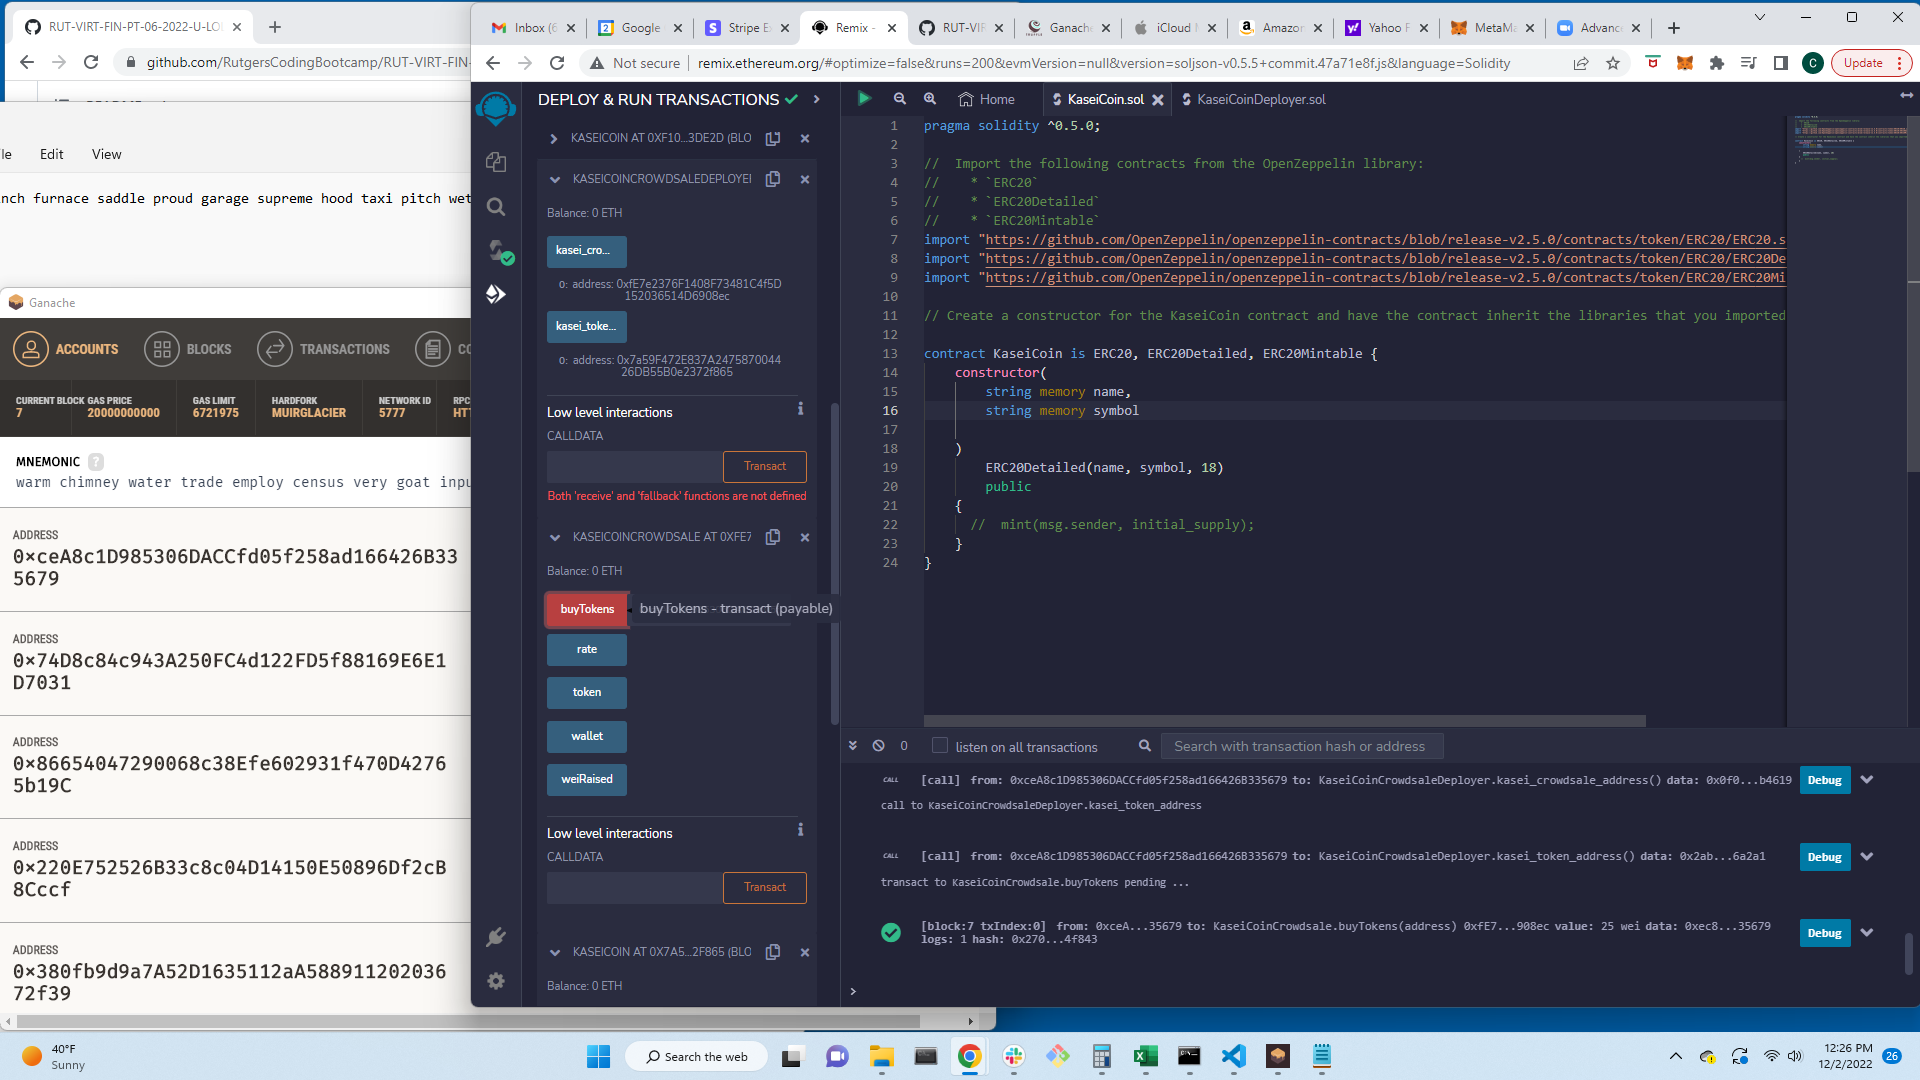 RUT-VIRT-FIN-PT-06-2022-U-LOL
github.com/RutgersCodingBootcamp/RUT-VIRT-FIN-
le Edit View
nch furnace saddle proud garage supreme hood taxi pitch wet
Ganache
ACCOUNTS BLOCKS TRANSACTIONS CO
CURRENT BLOCK GAS PRICE GAS LIMIT HARDFORK NETWORK ID RPC
7 20000000000 6721975 MUIRGLACIER 5777 HT
MNEMONIC ?
warm chimney water trade employ census very goat inpu
ADDRESS
0×ceA8c1D985306DACCfd05f258ad166426B33
5679
ADDRESS
0×74D8c84c943A250FC4d122FD5f88169E6E1
D7031
ADDRESS
0×86654047290068c38Efe602931f470D4276
5b19C
ADDRESS
0×220E752526B33c8c04D14150E50896Df2cB
8Cccf
ADDRESS
0×380fb9d9a7A52D1635112aA588911202036
72f39
Inbox (6 Google Stripe E Remix - RUT-VIR Ganach iCloud M Amazon Yahoo F MetaMa Advance
Not secure remix.ethereum.org/#optimize=false&runs=200&evmVersion=null&version=soljson-v0.5.5+commit.47a71e8f.js&language=Solidity C Update
DEPLOY & RUN TRANSACTIONS
KASEICOIN AT 0XF10...3DE2D (BLO
KASEICOINCROWDSALEDEPLOYE
Balance: 0 ETH
kasei_cro...
0: address: 0xfE7e2376F1408F73481C4f5D
152036514D6908ec
kasei_toke...
0: address: 0x7a59F472E837A2475870044
26DB55B0e2372f865
Low level interactions
CALLDATA
Transact
Both 'receive' and 'fallback' functions are not defined
KASEICOINCROWDSALE AT 0XFE7
Balance: 0 ETH
buyTokens buyTokens - transact (payable)
rate
token
wallet
weiRaised
Low level interactions
CALLDATA
Transact
KASEICOIN AT 0X7A5...2F865 (BLO
Balance: 0 ETH
Home KaseiCoin.sol KaseiCoinDeployer.sol
1 pragma solidity ^0.5.0;
2
3 //  Import the following contracts from the OpenZeppelin library:
4 //    * `ERC20`
5 //    * `ERC20Detailed`
6 //    * `ERC20Mintable`
7 import "https://github.com/OpenZeppelin/openzeppelin-contracts/blob/release-v2.5.0/contracts/token/ERC20/ERC20.s
8 import "https://github.com/OpenZeppelin/openzeppelin-contracts/blob/release-v2.5.0/contracts/token/ERC20/ERC20De
9 import "https://github.com/OpenZeppelin/openzeppelin-contracts/blob/release-v2.5.0/contracts/token/ERC20/ERC20Mi
10
11 // Create a constructor for the KaseiCoin contract and have the contract inherit the libraries that you imported
12
13 contract KaseiCoin is ERC20, ERC20Detailed, ERC20Mintable {
14 constructor(
15 string memory name,
16 string memory symbol
17
18 )
19 ERC20Detailed(name, symbol, 18)
20 public
21 {
22 //  mint(msg.sender, initial_supply);
23 }
24 }
0 listen on all transactions Search with transaction hash or address
CALL [call] from: 0xceA8c1D985306DACCfd05f258ad166426B335679 to: KaseiCoinCrowdsaleDeployer.kasei_crowdsale_address() data: 0x0f0...b4619 Debug
call to KaseiCoinCrowdsaleDeployer.kasei_token_address
CALL [call] from: 0xceA8c1D985306DACCfd05f258ad166426B335679 to: KaseiCoinCrowdsaleDeployer.kasei_token_address() data: 0x2ab...6a2a1 Debug
transact to KaseiCoinCrowdsale.buyTokens pending ...
[block:7 txIndex:0] from: 0xceA...35679 to: KaseiCoinCrowdsale.buyTokens(address) 0xfE7...908ec value: 25 wei data: 0xec8...35679 Debug
logs: 1 hash: 0x270...4f843
>
40°F
Sunny
Search the web
12:26 PM
12/2/2022
26